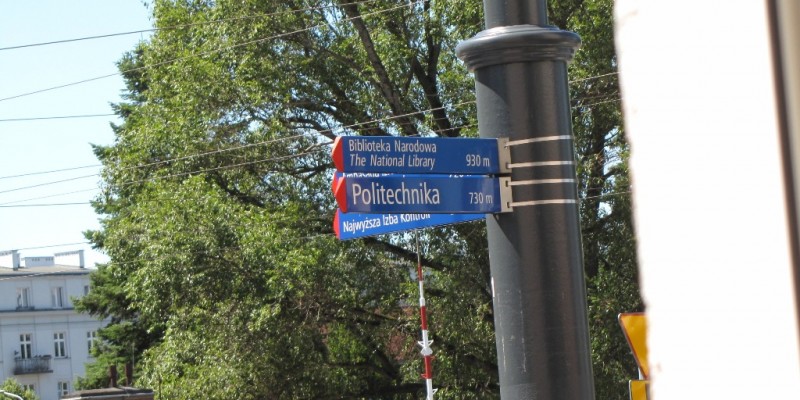 Biblioteka Narodowa
The National Library 930 m
Politechnika 730 m
Najwyższa Izba Kontroli